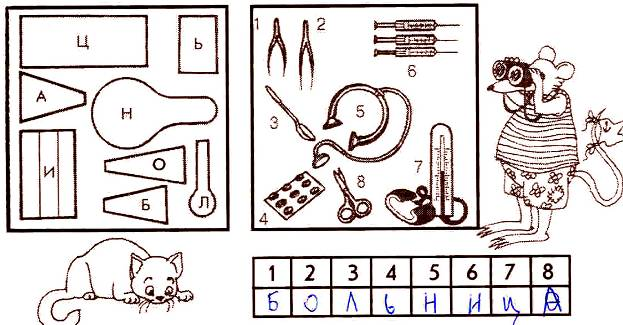 Ц Ь
А Н
И О
Б Л
1 2
6
3 5
7
4 8
1 2 3 4 5 6 7 8
Б О Л Ь Н И Ц А